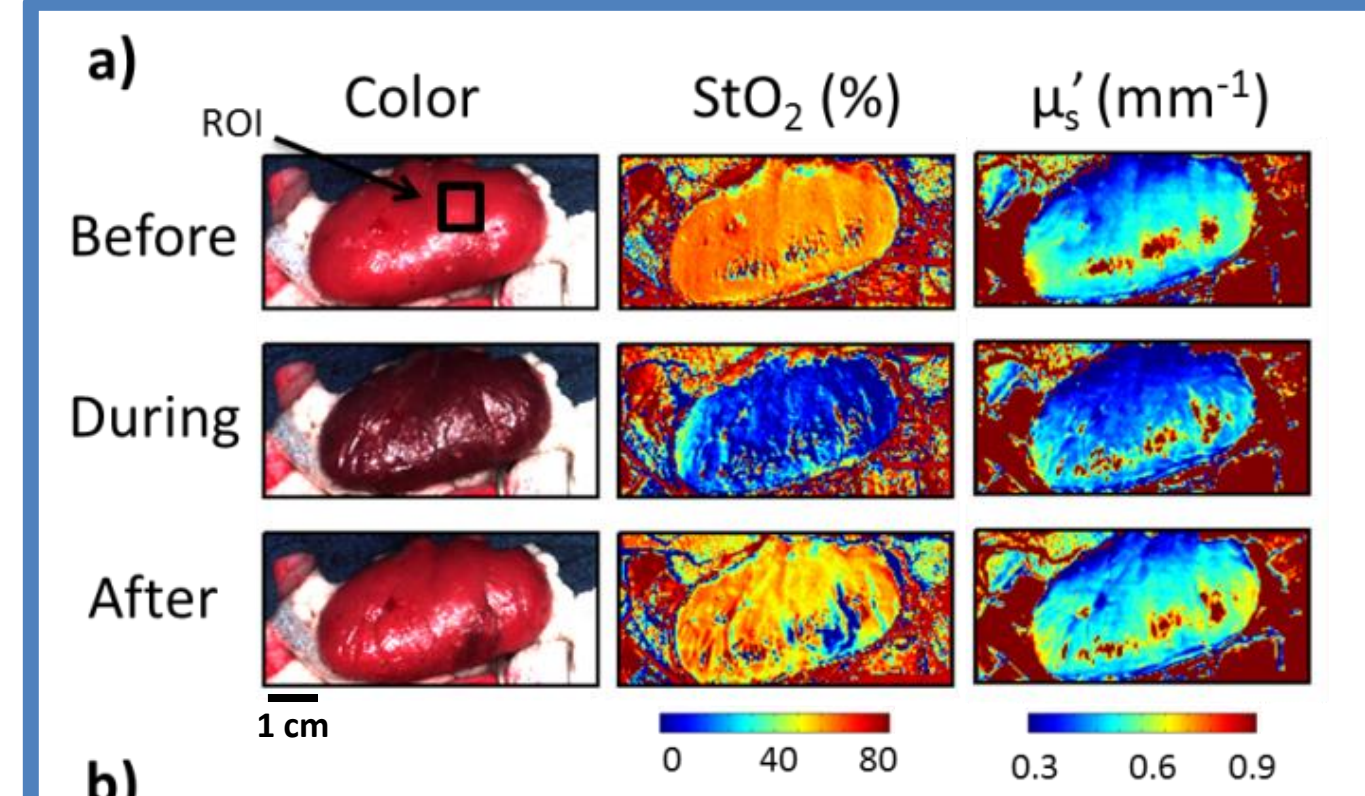 a)
ROI
Color
StO₂ (%)
μₛ′ (mm⁻¹)
Before
During
After
1 cm
0 40 80
0.3 0.6 0.9
b)